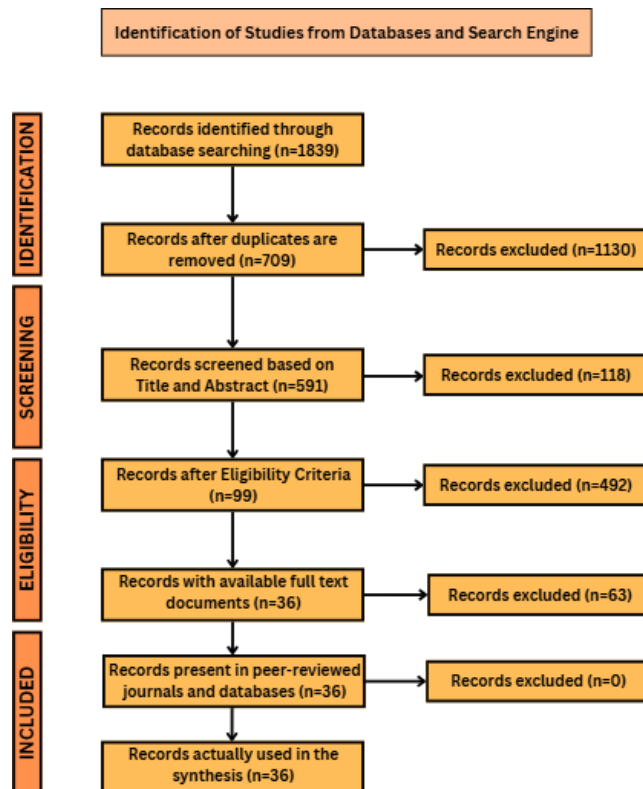 Identification of Studies from Databases and Search Engine
IDENTIFICATION
Records identified through
database searching (n=1839)
Records after duplicates are
removed (n=709)
Records excluded (n=1130)
SCREENING
Records screened based on
Title and Abstract (n=591)
Records excluded (n=118)
ELIGIBILITY
Records after Eligibility Criteria
(n=99)
Records excluded (n=492)
Records with available full text
documents (n=36)
Records excluded (n=63)
INCLUDED
Records present in peer-reviewed
journals and databases (n=36)
Records excluded (n=0)
Records actually used in the
synthesis (n=36)